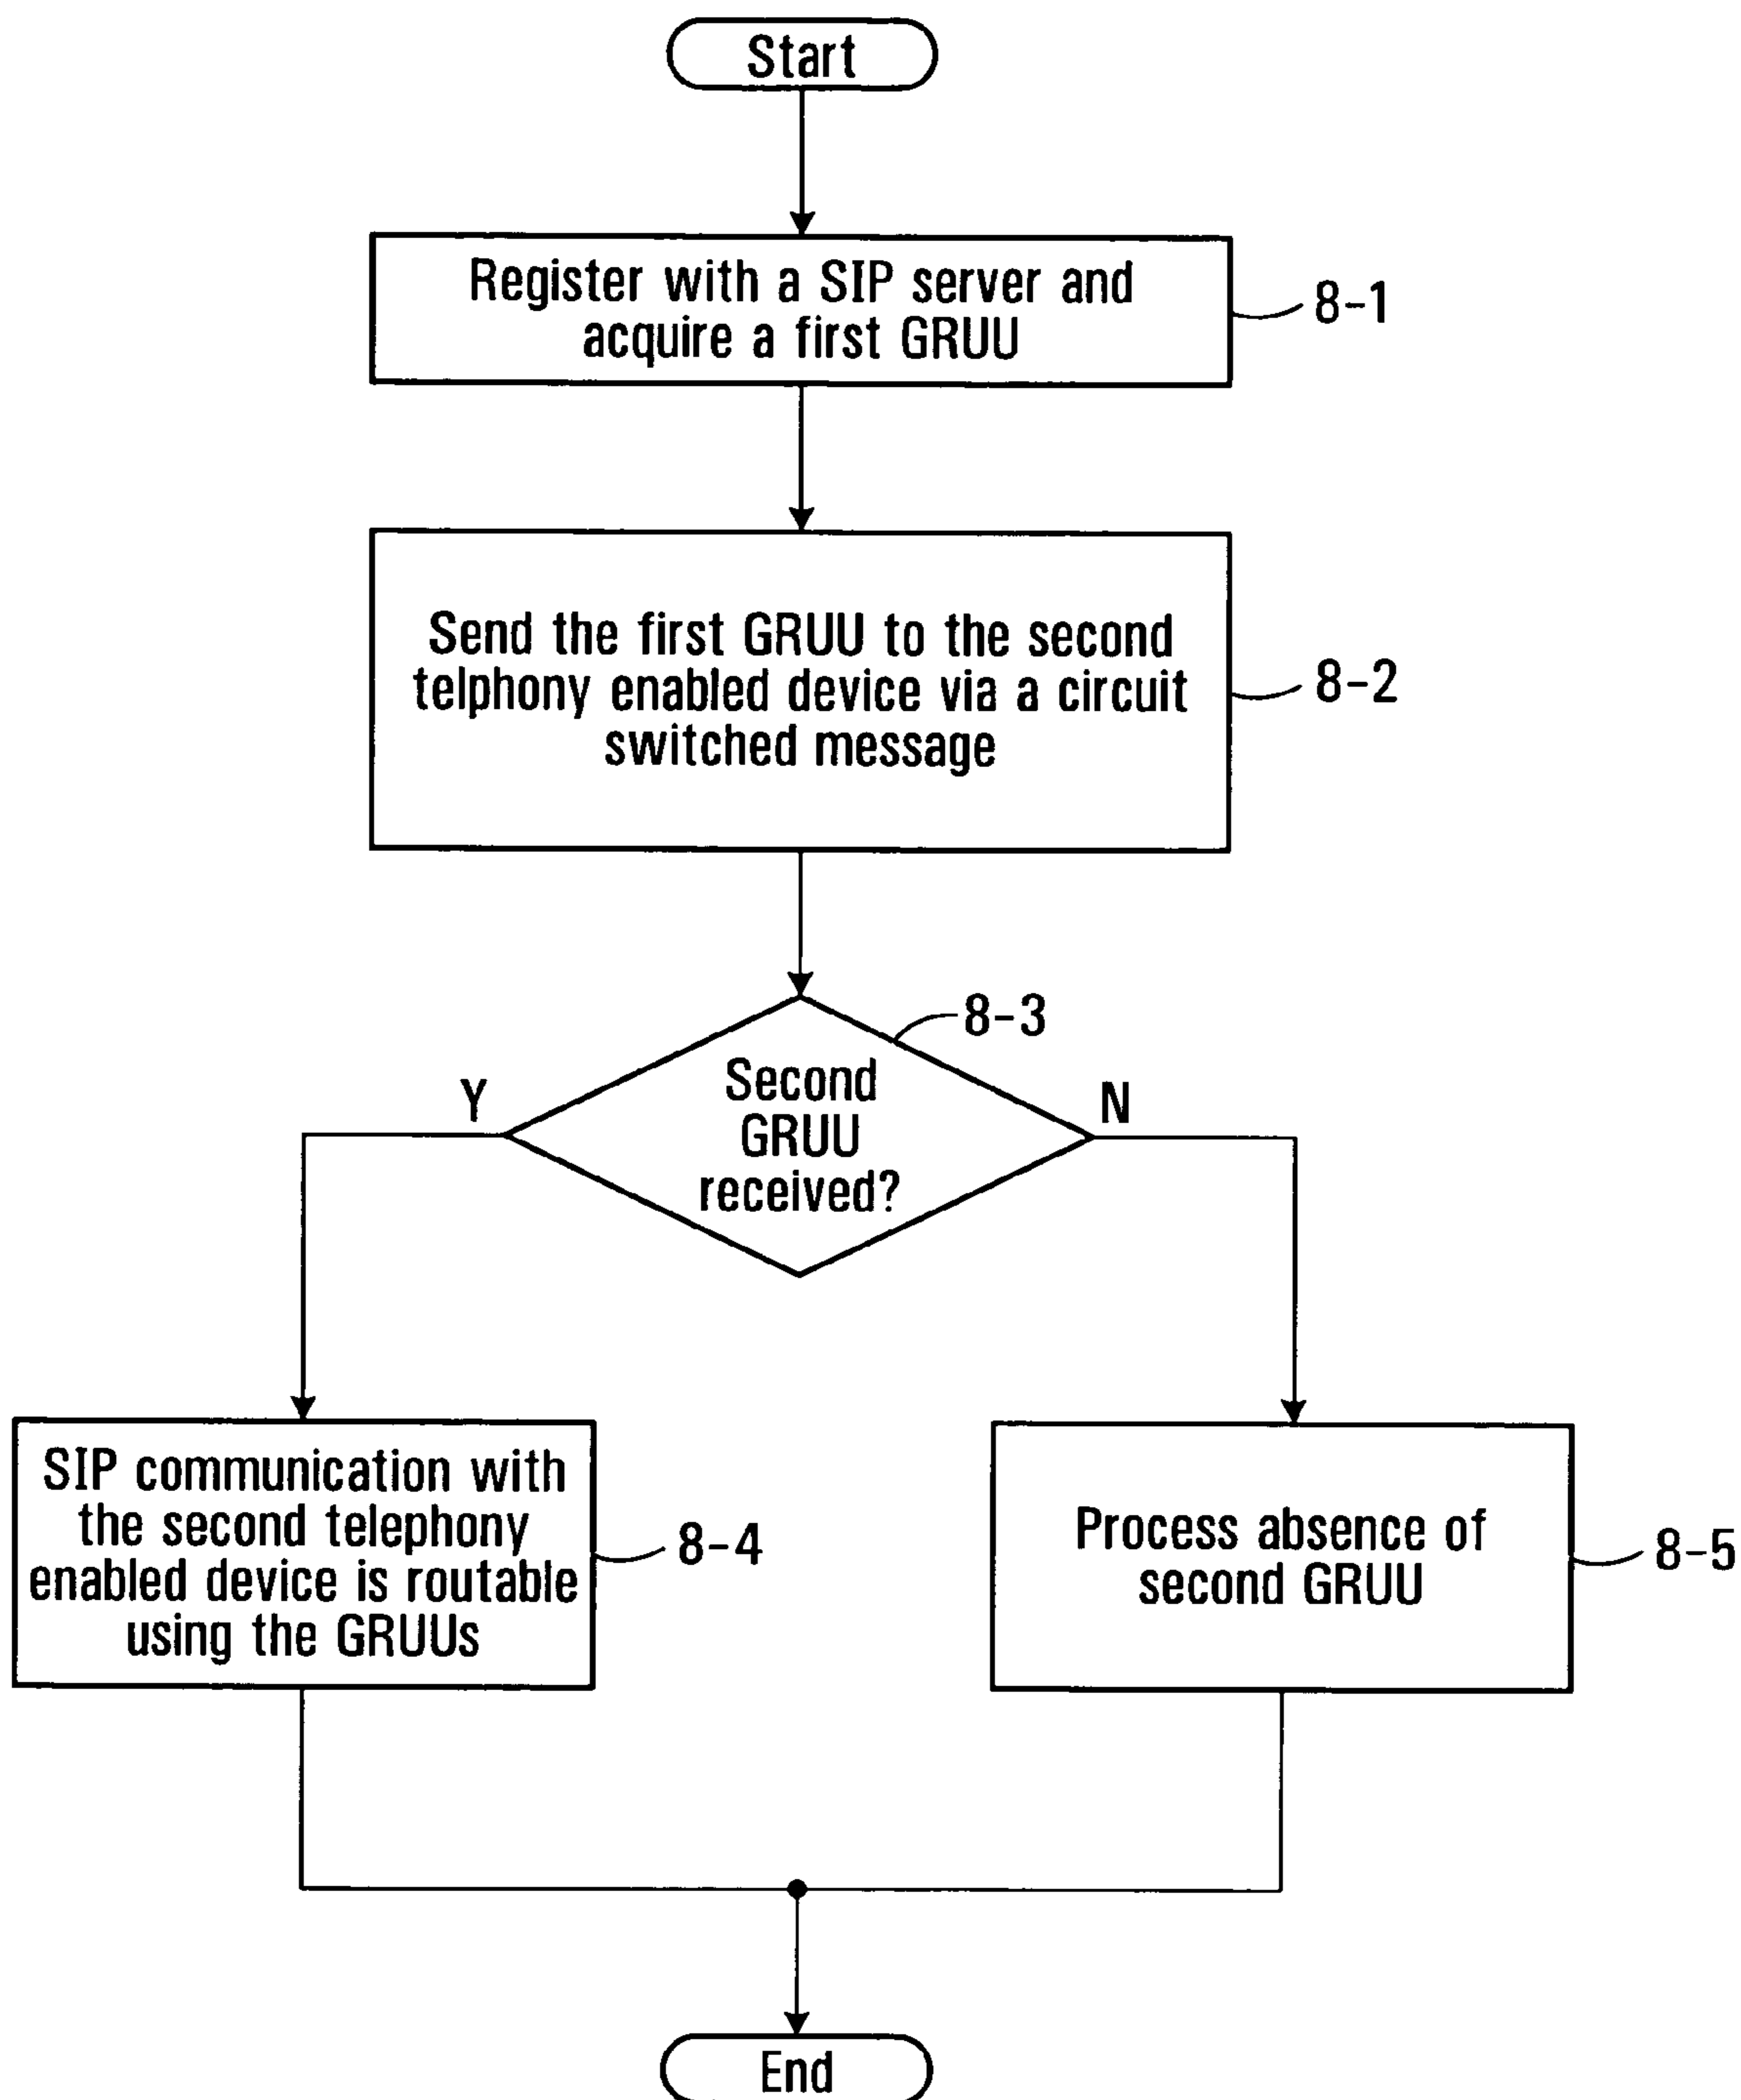 Start
Register with a SIP server and
acquire a first GRUU
8-1
Send the first GRUU to the second
telphony enabled device via a circuit
switched message
8-2
8-3
Second
GRUU
received?
Y
N
SIP communication with
the second telephony
enabled device is routable
using the GRUUs
8-4
Process absence of
second GRUU
8-5
End